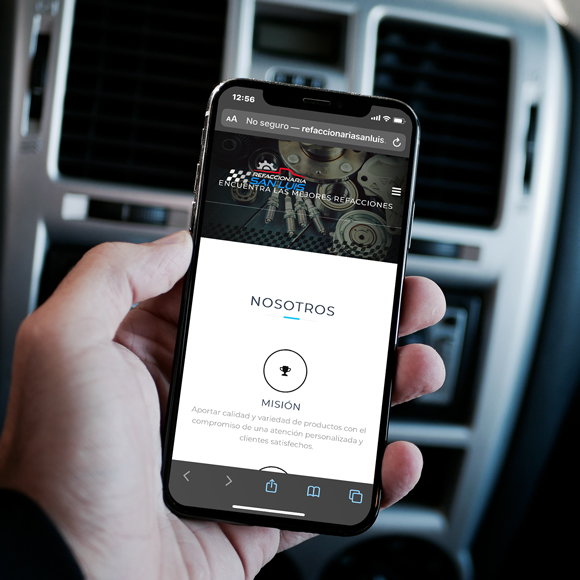 12:56
AA No seguro — refaccionariasanluis.
REFACCIONARIA
SAN LUIS
ENCUENTRA LAS MEJORES REFACCIONES
NOSOTROS
MISIÓN
Aportar calidad y variedad de productos con el
compromiso de una atención personalizada y
clientes satisfechos.